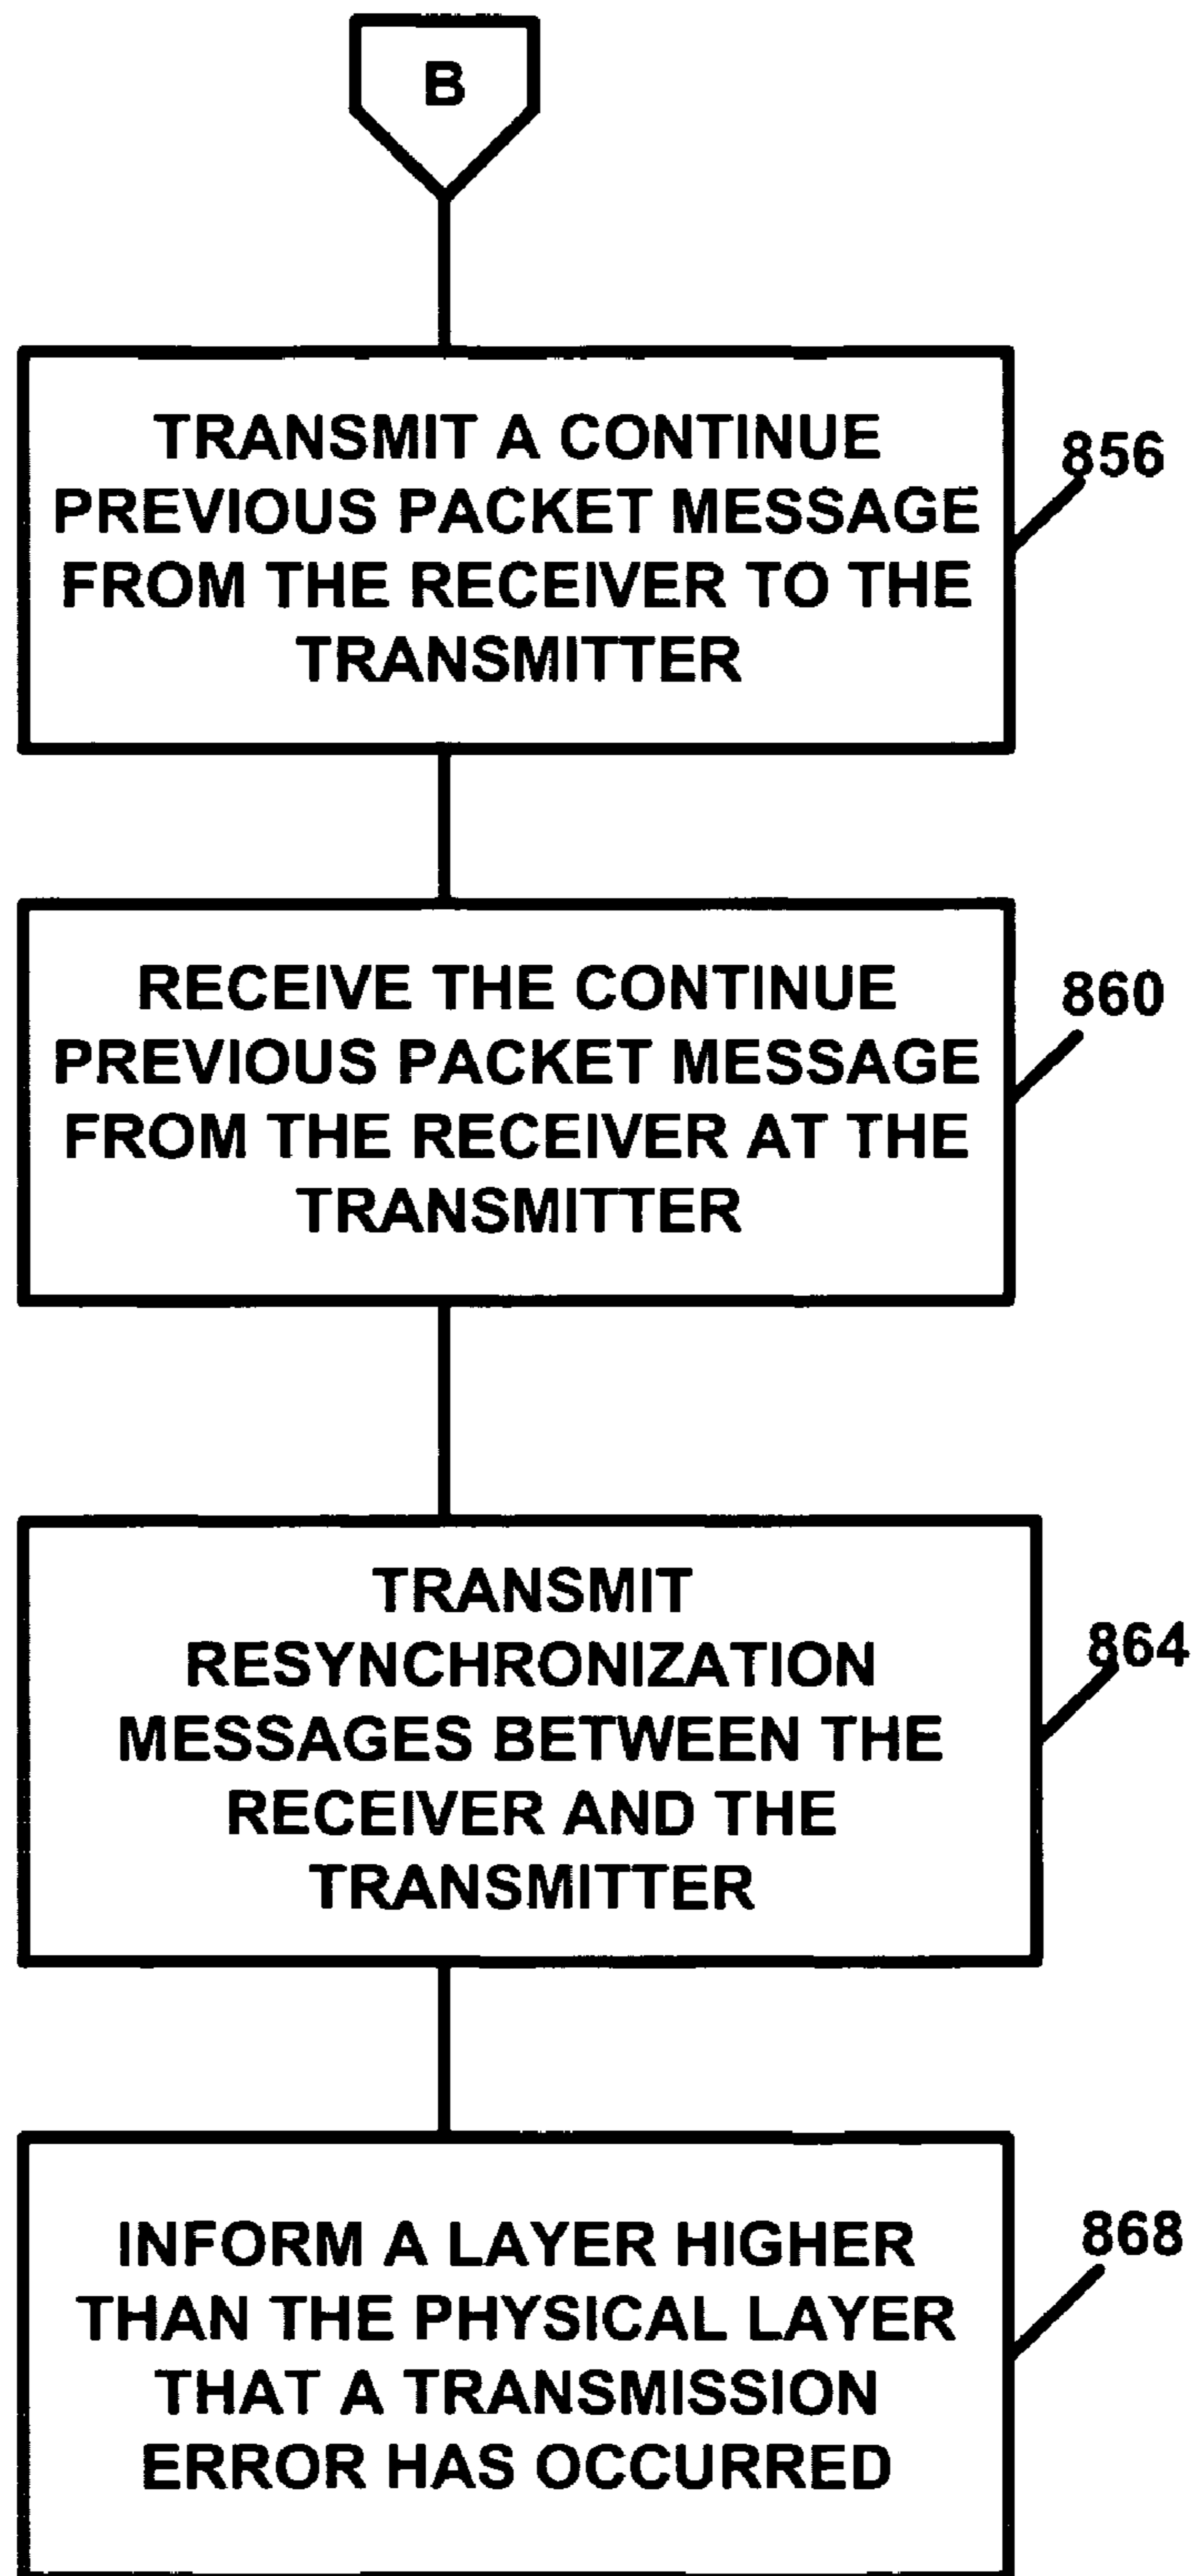 B
TRANSMIT A CONTINUE
PREVIOUS PACKET MESSAGE
FROM THE RECEIVER TO THE
TRANSMITTER
856
RECEIVE THE CONTINUE
PREVIOUS PACKET MESSAGE
FROM THE RECEIVER AT THE
TRANSMITTER
860
TRANSMIT
RESYNCHRONIZATION
MESSAGES BETWEEN THE
RECEIVER AND THE
TRANSMITTER
864
INFORM A LAYER HIGHER
THAN THE PHYSICAL LAYER
THAT A TRANSMISSION
ERROR HAS OCCURRED
868